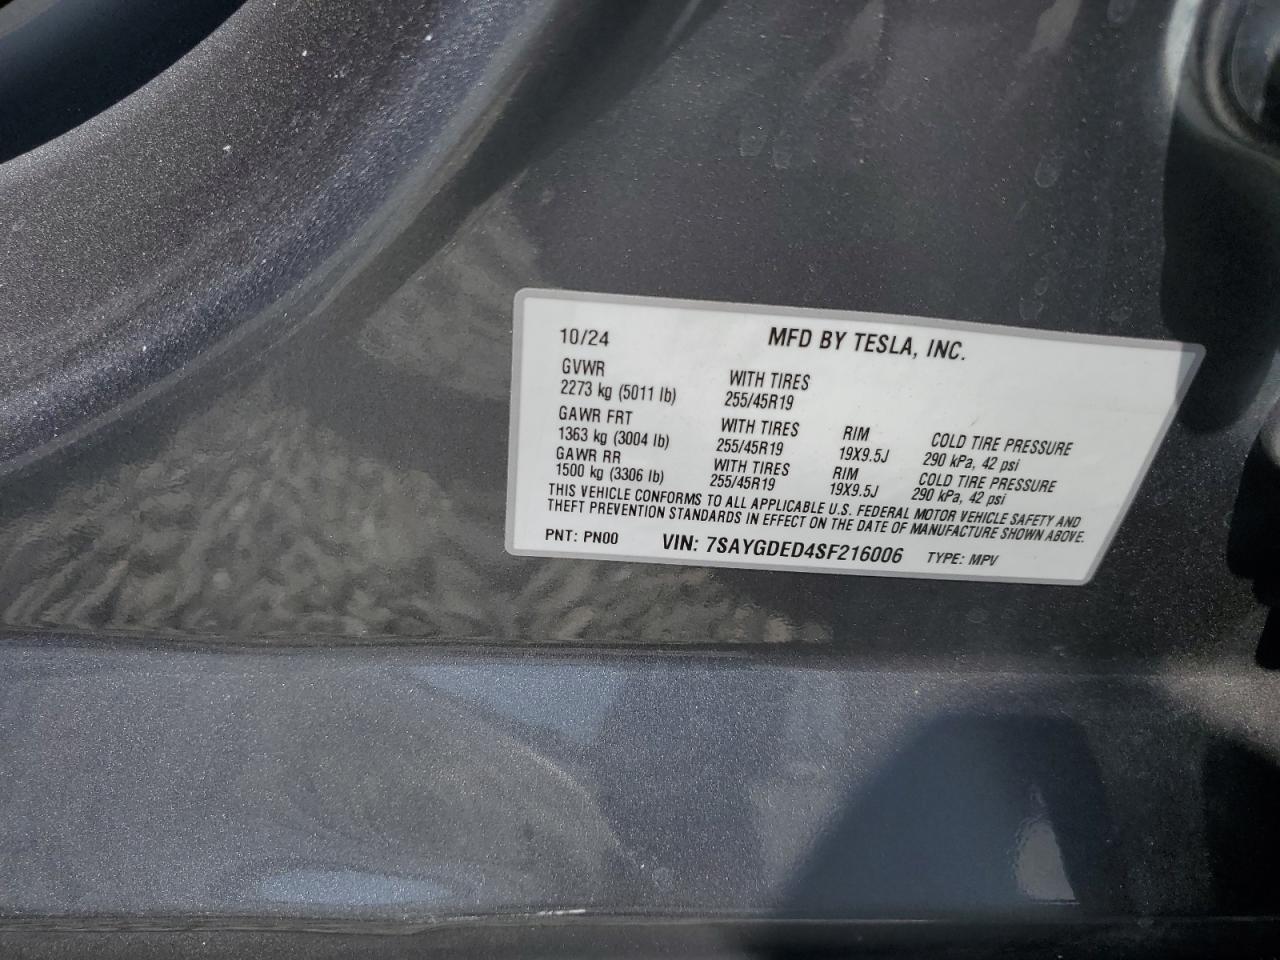 10/24 MFD BY TESLA, INC.
GVWR
2273 kg (5011 lb) WITH TIRES 255/45R19
GAWR FRT
1363 kg (3004 lb) WITH TIRES 255/45R19 RIM 19X9.5J COLD TIRE PRESSURE 290 kPa, 42 psi
GAWR RR
1500 kg (3306 lb) WITH TIRES 255/45R19 RIM 19X9.5J COLD TIRE PRESSURE 290 kPa, 42 psi
THIS VEHICLE CONFORMS TO ALL APPLICABLE U.S. FEDERAL MOTOR VEHICLE SAFETY AND
THEFT PREVENTION STANDARDS IN EFFECT ON THE DATE OF MANUFACTURE SHOWN ABOVE.
PNT: PN00 VIN: 7SAYGDED4SF216006 TYPE: MPV